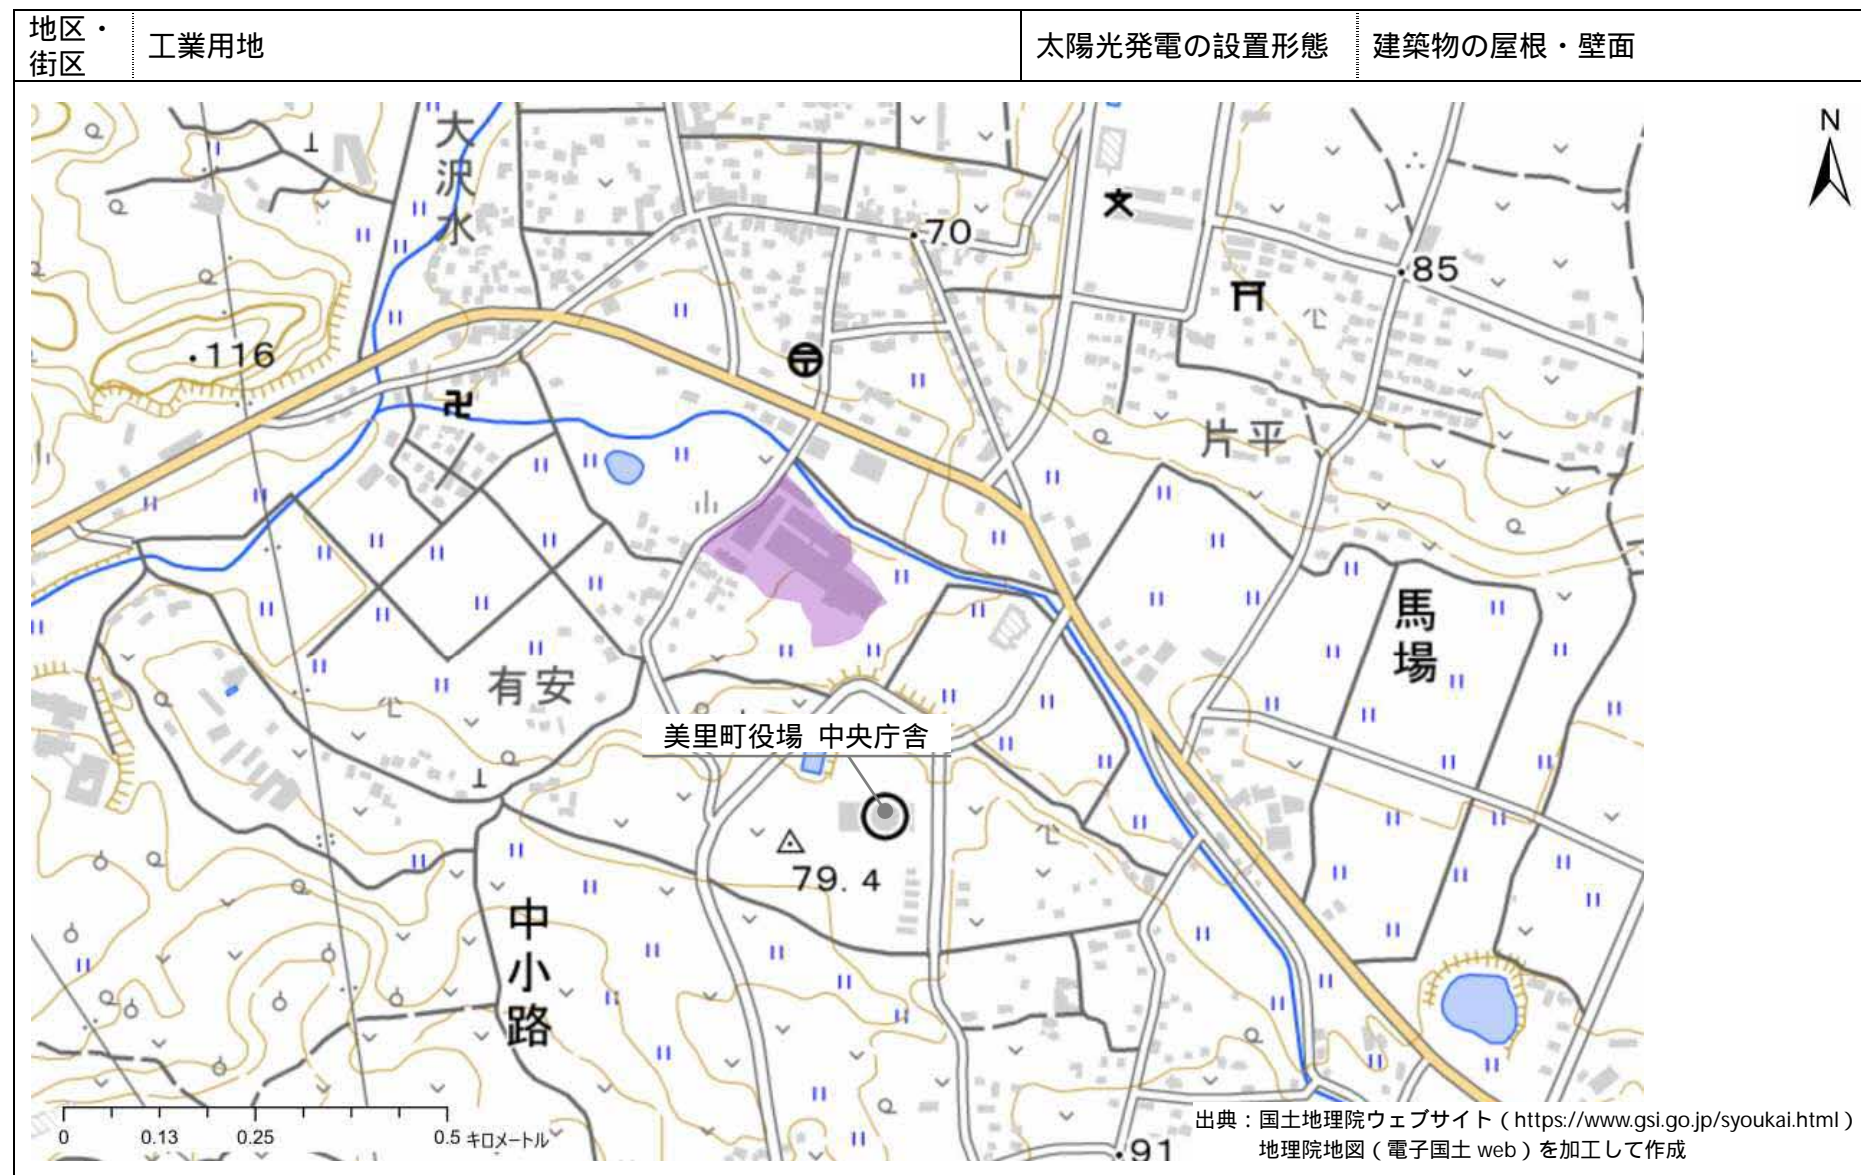 地区・
街区
工業用地
太陽光発電の設置形態
建築物の屋根・壁面
N
大沢水
70
85
116
片平
馬場
有安
美里町役場 中央庁舎
79.4
中小路
91
0 0.13 0.25 0.5 キロメートル
出典：国土地理院ウェブサイト（https://www.gsi.go.jp/syoukai.html）
地理院地図（電子国土 web）を加工して作成